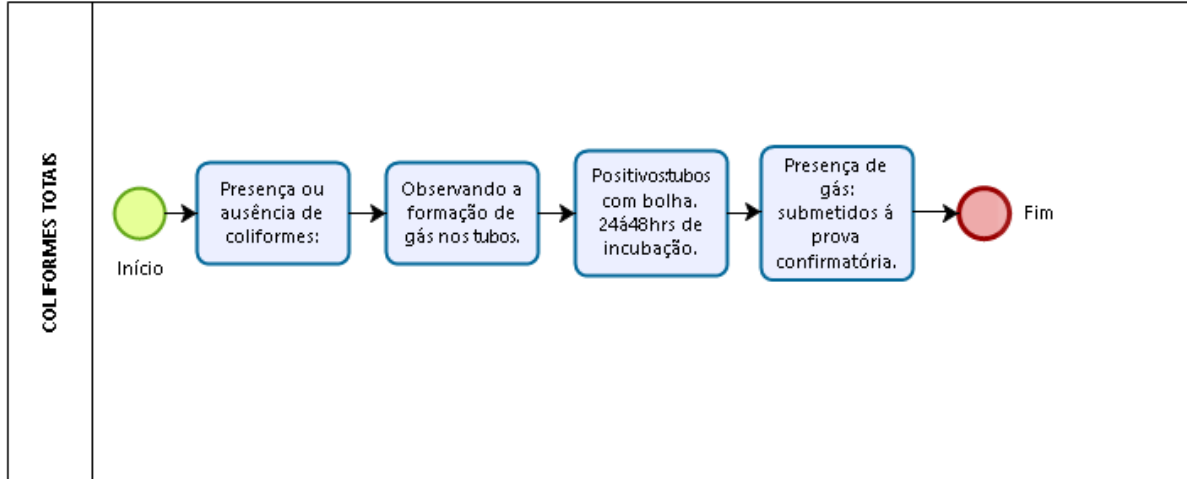 COLIFORMES TOTAIS
Início
Presença ou
ausência de
coliformes:
Observando a
formação de
gás nos tubos.
Positivos:tubos
com bolha.
24á48hrs de
incubação.
Presença de
gás:
submetidos á
prova
confirmatória.
Fim